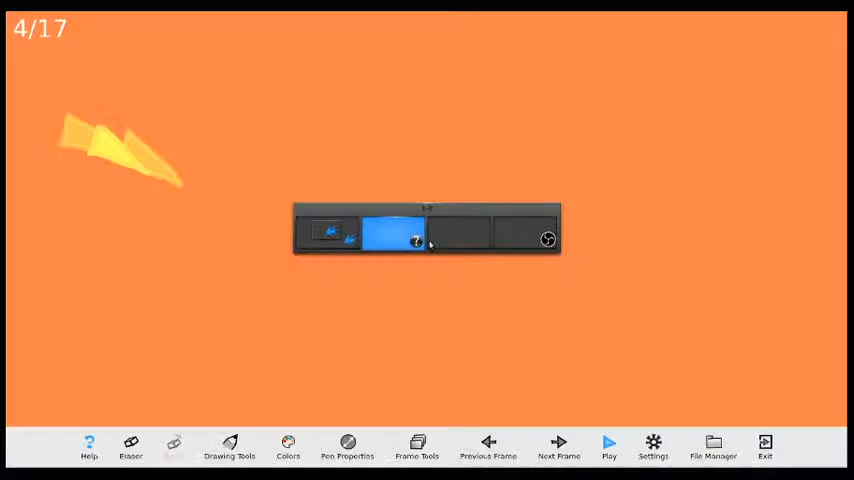 4/17
?
Help
Eraser
Drawing Tools
Colors
Pen Properties
Frame Tools
Previous Frame
Next Frame
Play
Settings
File Manager
Exit